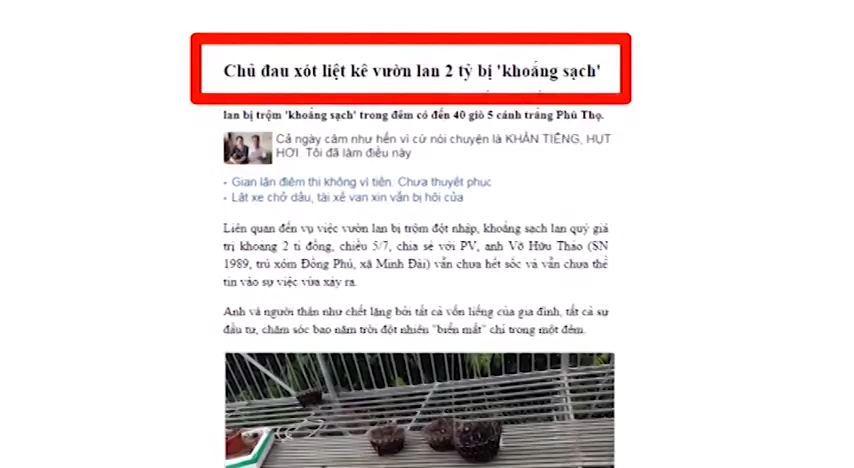 Chủ đau xót liệt kê vườn lan 2 tỷ bị 'khoắng sạch'
lan bị trộm 'khoắng sạch' trong đêm có đến 40 giò 5 cánh trắng Phú Thọ.
Cả ngày câm như hến vì cứ nói chuyện là KHẢN TIẾNG, HỤT
HƠI. Tôi đã làm điều này
• Gian lận điểm thi không vì tiền. Chưa thuyết phục
• Lật xe chở dầu, tài xế van xin vẫn bị hôi của
Liên quan đến vụ việc vườn lan bị trộm đột nhập, khoắng sạch lan quý giá
trị khoảng 2 tỉ đồng, chiều 5/7, chia sẻ với PV, anh Võ Hữu Thảo (SN
1989, trú xóm Đồng Phú, xã Minh Đài) vẫn chưa hết sốc và vẫn chưa thể
tin vào sự việc vừa xảy ra.
Anh và người thân như chết lặng bởi tất cả vốn liếng của gia đình, tất cả sự
đầu tư, chăm sóc bao năm trời đột nhiên "biến mất" chỉ trong một đêm.